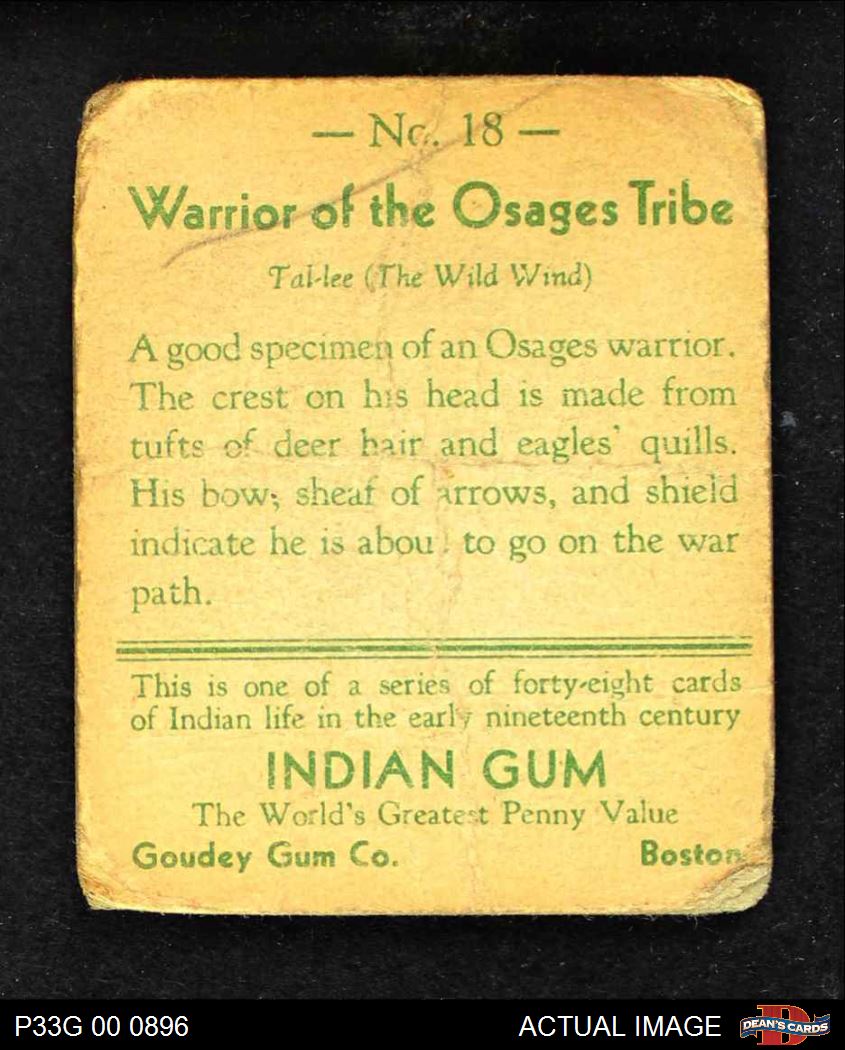 — No. 18 —
Warrior of the Osages Tribe
Tal-lee (The Wild Wind)
A good specimen of an Osages warrior.
The crest on his head is made from
tufts of deer hair and eagles' quills.
His bow, sheaf of arrows, and shield
indicate he is about to go on the war
path.
This is one of a series of forty-eight cards
of Indian life in the early nineteenth century
INDIAN GUM
The World's Greatest Penny Value
Goudey Gum Co. Boston
P33G 00 0896 ACTUAL IMAGE DEAN'S CARDS